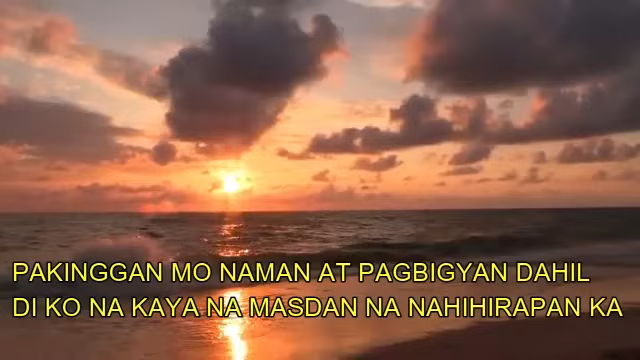 PAKINGGAN MO NAMAN AT PAGBIGYAN DAHIL
DI KO NA KAYA NA MASDAN NA NAHIHIRAPAN KA